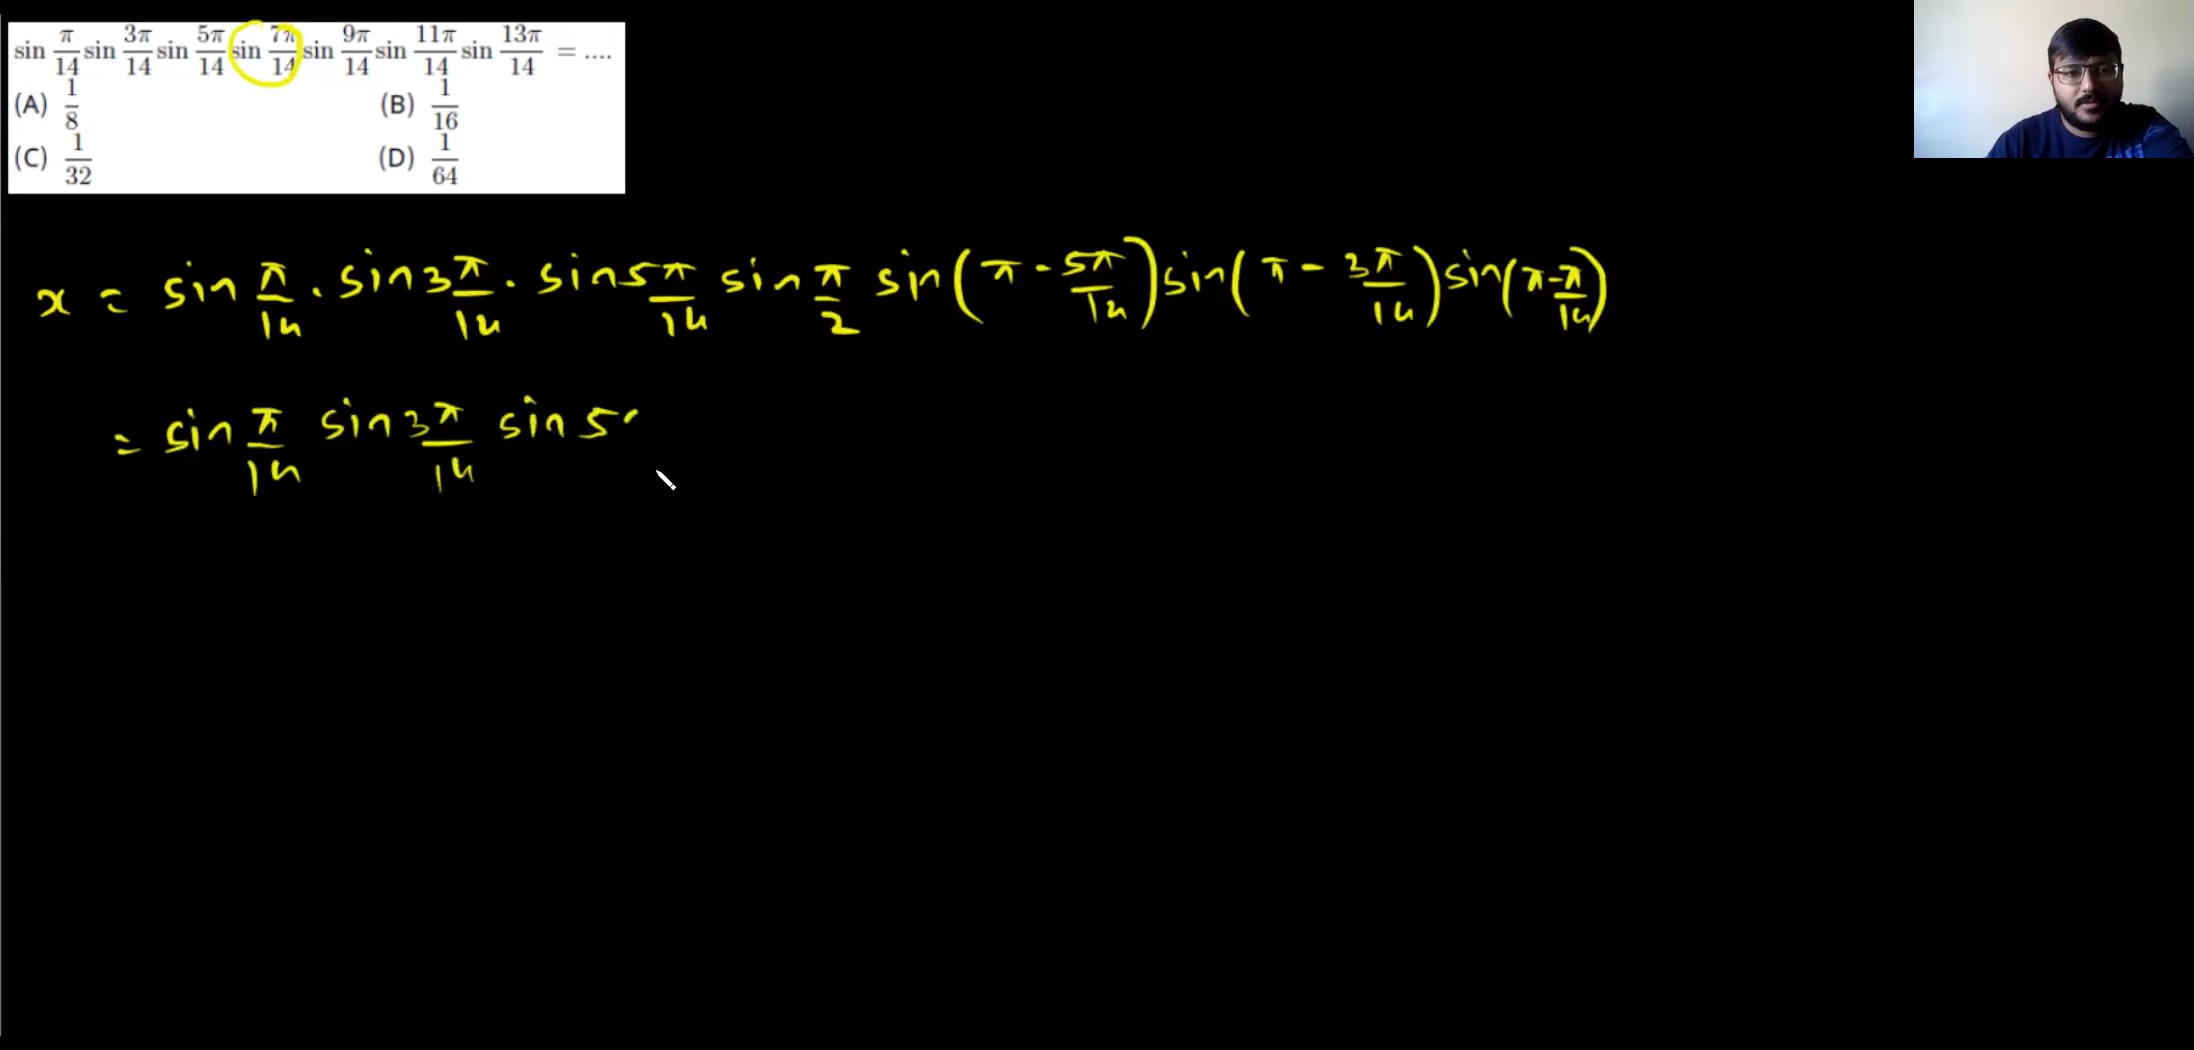 sin π/14 sin 3π/14 sin 5π/14 sin 7π/14 sin 9π/14 sin 11π/14 sin 13π/14 = ....
(A) 1/8 (B) 1/16
(C) 1/32 (D) 1/64
x = sin π/14 . sin 3π/14 . sin 5π/14 sin π/2 sin(π - 5π/14) sin(π - 3π/14) sin(π - π/14)
= sin π/14 sin 3π/14 sin 5